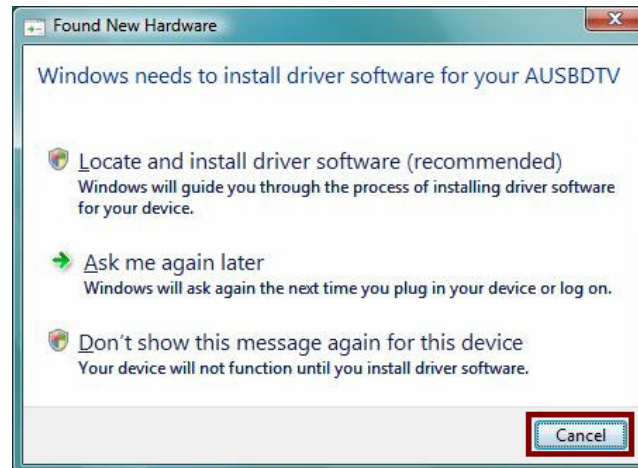 Found New Hardware
Windows needs to install driver software for your AUSBDTV
Locate and install driver software (recommended)
Windows will guide you through the process of installing driver software
for your device.
Ask me again later
Windows will ask again the next time you plug in your device or log on.
Don't show this message again for this device
Your device will not function until you install driver software.
Cancel